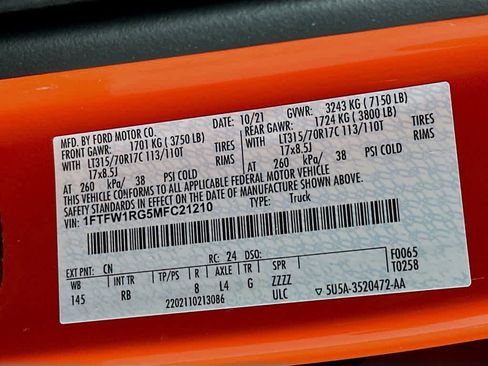 MFD. BY FORD MOTOR CO.
DATE: 10/21 GVWR: 3243 KG ( 7150 LB)
FRONT GAWR: 1701 KG ( 3750 LB) REAR GAWR: 1724 KG ( 3800 LB)
WITH LT315/70R17C 113/110T TIRES WITH LT315/70R17C 113/110T TIRES
17x8.5J RIMS 17x8.5J RIMS
AT 260 kPa/ 38 PSI COLD AT 260 kPa/ 38 PSI COLD
THIS VEHICLE CONFORMS TO ALL APPLICABLE FEDERAL MOTOR VEHICLE
SAFETY STANDARDS IN EFFECT ON THE DATE OF MANUFACTURE SHOWN ABOVE.
VIN: 1FTFW1RG5MFC21210 TYPE: Truck
EXT PNT: CN RC: 24 DSO: F0065
WB INT TR TP/PS R AXLE TR SPR T0258
145 RB 8 L4 G ZZZZ
2202110213086 ULC ▽ 5U5A-3520472-AA